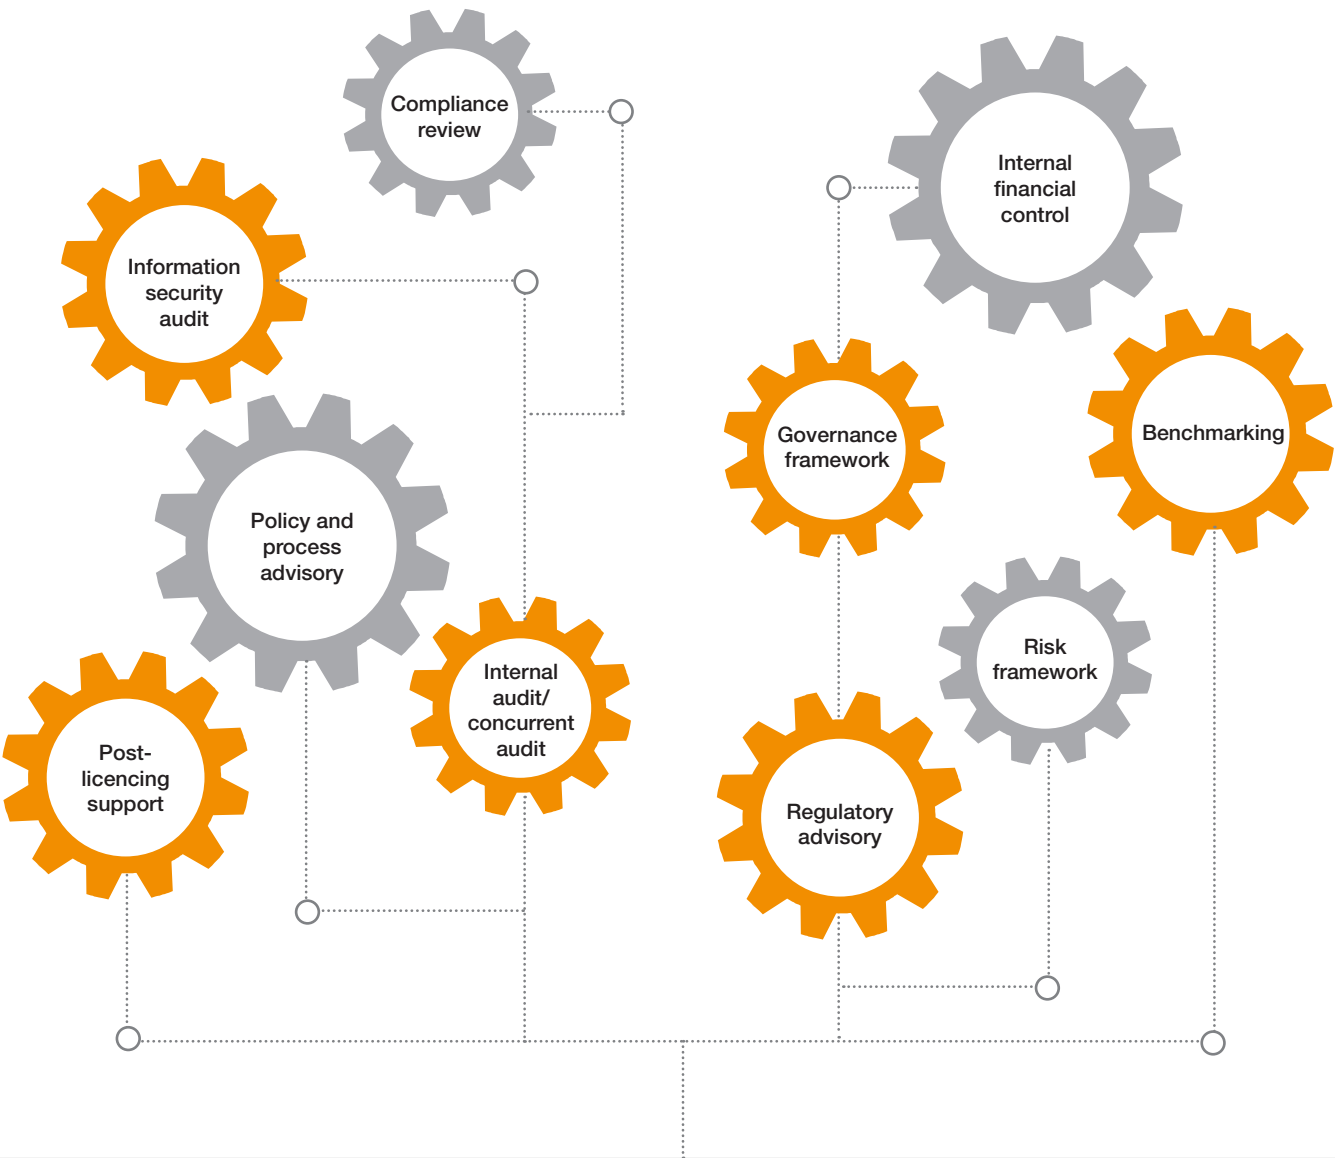 Compliance
review
Internal
financial
control
Information
security
audit
Governance
framework
Benchmarking
Policy and
process
advisory
Risk
framework
Internal
audit/
concurrent
audit
Post-
licencing
support
Regulatory
advisory